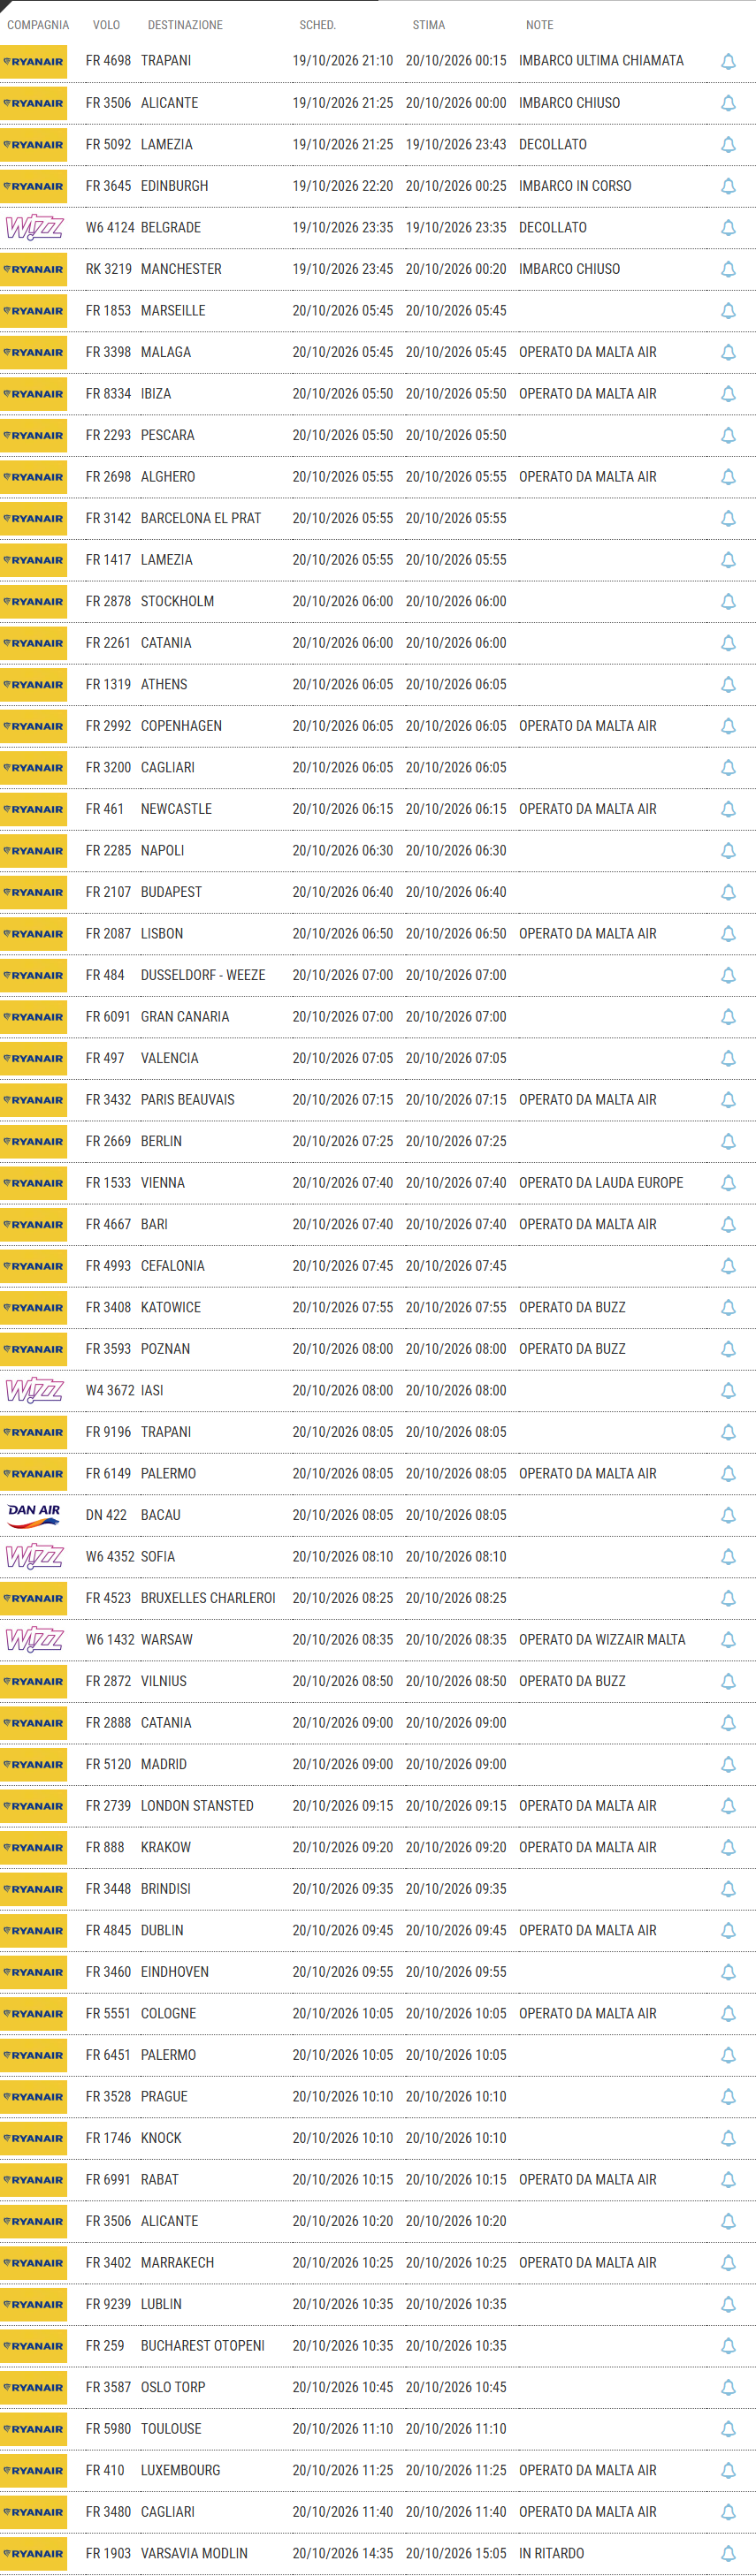 COMPAGNIA VOLO DESTINAZIONE SCHED. STIMA NOTE
RYANAIR FR 4698 TRAPANI 19/10/2026 21:10 20/10/2026 00:15 IMBARCO ULTIMA CHIAMATA
RYANAIR FR 3506 ALICANTE 19/10/2026 21:25 20/10/2026 00:00 IMBARCO CHIUSO
RYANAIR FR 5092 LAMEZIA 19/10/2026 21:25 19/10/2026 23:43 DECOLLATO
RYANAIR FR 3645 EDINBURGH 19/10/2026 22:20 20/10/2026 00:25 IMBARCO IN CORSO
WIZZ W6 4124 BELGRADE 19/10/2026 23:35 19/10/2026 23:35 DECOLLATO
RYANAIR RK 3219 MANCHESTER 19/10/2026 23:45 20/10/2026 00:20 IMBARCO CHIUSO
RYANAIR FR 1853 MARSEILLE 20/10/2026 05:45 20/10/2026 05:45
RYANAIR FR 3398 MALAGA 20/10/2026 05:45 20/10/2026 05:45 OPERATO DA MALTA AIR
RYANAIR FR 8334 IBIZA 20/10/2026 05:50 20/10/2026 05:50 OPERATO DA MALTA AIR
RYANAIR FR 2293 PESCARA 20/10/2026 05:50 20/10/2026 05:50
RYANAIR FR 2698 ALGHERO 20/10/2026 05:55 20/10/2026 05:55 OPERATO DA MALTA AIR
RYANAIR FR 3142 BARCELONA EL PRAT 20/10/2026 05:55 20/10/2026 05:55
RYANAIR FR 1417 LAMEZIA 20/10/2026 05:55 20/10/2026 05:55
RYANAIR FR 2878 STOCKHOLM 20/10/2026 06:00 20/10/2026 06:00
RYANAIR FR 2261 CATANIA 20/10/2026 06:00 20/10/2026 06:00
RYANAIR FR 1319 ATHENS 20/10/2026 06:05 20/10/2026 06:05
RYANAIR FR 2992 COPENHAGEN 20/10/2026 06:05 20/10/2026 06:05 OPERATO DA MALTA AIR
RYANAIR FR 3200 CAGLIARI 20/10/2026 06:05 20/10/2026 06:05
RYANAIR FR 461 NEWCASTLE 20/10/2026 06:15 20/10/2026 06:15 OPERATO DA MALTA AIR
RYANAIR FR 2285 NAPOLI 20/10/2026 06:30 20/10/2026 06:30
RYANAIR FR 2107 BUDAPEST 20/10/2026 06:40 20/10/2026 06:40
RYANAIR FR 2087 LISBON 20/10/2026 06:50 20/10/2026 06:50 OPERATO DA MALTA AIR
RYANAIR FR 484 DUSSELDORF - WEEZE 20/10/2026 07:00 20/10/2026 07:00
RYANAIR FR 6091 GRAN CANARIA 20/10/2026 07:00 20/10/2026 07:00
RYANAIR FR 497 VALENCIA 20/10/2026 07:05 20/10/2026 07:05
RYANAIR FR 3432 PARIS BEAUVAIS 20/10/2026 07:15 20/10/2026 07:15 OPERATO DA MALTA AIR
RYANAIR FR 2669 BERLIN 20/10/2026 07:25 20/10/2026 07:25
RYANAIR FR 1533 VIENNA 20/10/2026 07:40 20/10/2026 07:40 OPERATO DA LAUDA EUROPE
RYANAIR FR 4667 BARI 20/10/2026 07:40 20/10/2026 07:40 OPERATO DA MALTA AIR
RYANAIR FR 4993 CEFALONIA 20/10/2026 07:45 20/10/2026 07:45
RYANAIR FR 3408 KATOWICE 20/10/2026 07:55 20/10/2026 07:55 OPERATO DA BUZZ
RYANAIR FR 3593 POZNAN 20/10/2026 08:00 20/10/2026 08:00 OPERATO DA BUZZ
WIZZ W4 3672 IASI 20/10/2026 08:00 20/10/2026 08:00
RYANAIR FR 9196 TRAPANI 20/10/2026 08:05 20/10/2026 08:05
RYANAIR FR 6149 PALERMO 20/10/2026 08:05 20/10/2026 08:05 OPERATO DA MALTA AIR
DAN AIR DN 422 BACAU 20/10/2026 08:05 20/10/2026 08:05
WIZZ W6 4352 SOFIA 20/10/2026 08:10 20/10/2026 08:10
RYANAIR FR 4523 BRUXELLES CHARLEROI 20/10/2026 08:25 20/10/2026 08:25
WIZZ W6 1432 WARSAW 20/10/2026 08:35 20/10/2026 08:35 OPERATO DA WIZZAIR MALTA
RYANAIR FR 2872 VILNIUS 20/10/2026 08:50 20/10/2026 08:50 OPERATO DA BUZZ
RYANAIR FR 2888 CATANIA 20/10/2026 09:00 20/10/2026 09:00
RYANAIR FR 5120 MADRID 20/10/2026 09:00 20/10/2026 09:00
RYANAIR FR 2739 LONDON STANSTED 20/10/2026 09:15 20/10/2026 09:15 OPERATO DA MALTA AIR
RYANAIR FR 888 KRAKOW 20/10/2026 09:20 20/10/2026 09:20 OPERATO DA MALTA AIR
RYANAIR FR 3448 BRINDISI 20/10/2026 09:35 20/10/2026 09:35
RYANAIR FR 4845 DUBLIN 20/10/2026 09:45 20/10/2026 09:45 OPERATO DA MALTA AIR
RYANAIR FR 3460 EINDHOVEN 20/10/2026 09:55 20/10/2026 09:55
RYANAIR FR 5551 COLOGNE 20/10/2026 10:05 20/10/2026 10:05 OPERATO DA MALTA AIR
RYANAIR FR 6451 PALERMO 20/10/2026 10:05 20/10/2026 10:05
RYANAIR FR 3528 PRAGUE 20/10/2026 10:10 20/10/2026 10:10
RYANAIR FR 1746 KNOCK 20/10/2026 10:10 20/10/2026 10:10
RYANAIR FR 6991 RABAT 20/10/2026 10:15 20/10/2026 10:15 OPERATO DA MALTA AIR
RYANAIR FR 3506 ALICANTE 20/10/2026 10:20 20/10/2026 10:20
RYANAIR FR 3402 MARRAKECH 20/10/2026 10:25 20/10/2026 10:25 OPERATO DA MALTA AIR
RYANAIR FR 9239 LUBLIN 20/10/2026 10:35 20/10/2026 10:35
RYANAIR FR 259 BUCHAREST OTOPENI 20/10/2026 10:35 20/10/2026 10:35
RYANAIR FR 3587 OSLO TORP 20/10/2026 10:45 20/10/2026 10:45
RYANAIR FR 5980 TOULOUSE 20/10/2026 11:10 20/10/2026 11:10
RYANAIR FR 410 LUXEMBOURG 20/10/2026 11:25 20/10/2026 11:25 OPERATO DA MALTA AIR
RYANAIR FR 3480 CAGLIARI 20/10/2026 11:40 20/10/2026 11:40 OPERATO DA MALTA AIR
RYANAIR FR 1903 VARSAVIA MODLIN 20/10/2026 14:35 20/10/2026 15:05 IN RITARDO